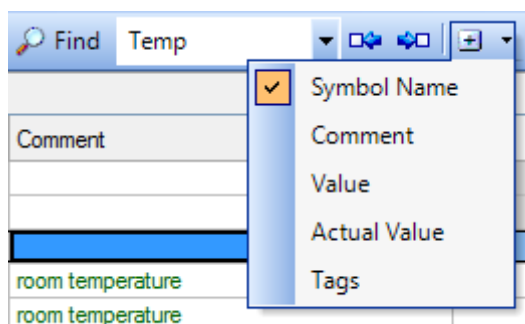 Find Temp
Symbol Name
Comment
Comment
Value
Actual Value
room temperature
Tags
room temperature